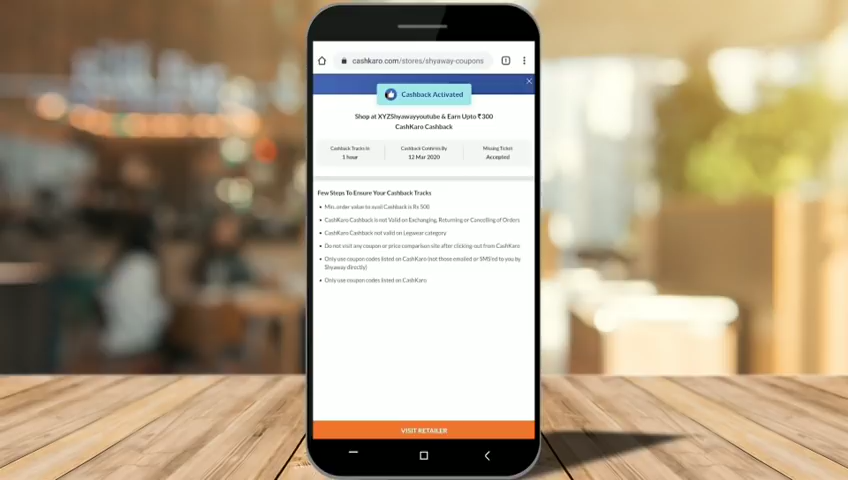 cashkaro.com/stores/shyaway-coupons
Cashback Activated
Shop at XYZShyawayyoutube & Earn Upto ₹300
CashKaro Cashback
Cashback Tracks in
1 hour
Cashback Confirms By
12 Mar 2020
Missing Ticket
Accepted
Few Steps To Ensure Your Cashback Tracks
• Min. order value to avail Cashback is Rs 500
• CashKaro Cashback is not Valid on Exchanging, Returning or Cancelling of Orders
• CashKaro Cashback not valid on Legwear category
• Do not visit any coupon or price comparison site after clicking-out from CashKaro
• Only use coupon codes listed on CashKaro (not those emailed or SMS'nd to you by
Shyaway directly)
• Only use coupon codes listed on CashKaro
VISIT RETAILER